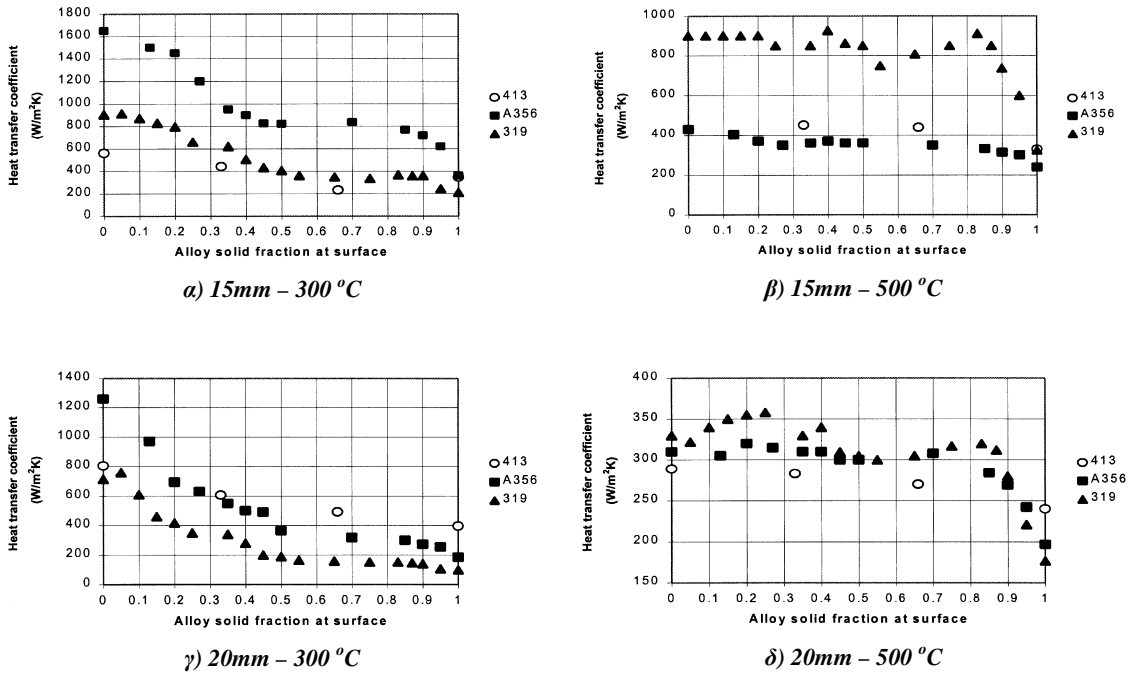 Heat transfer coefficient
(W/m²K)
1800
1600
1400
1200
1000
800
600
400
200
0
0 0.1 0.2 0.3 0.4 0.5 0.6 0.7 0.8 0.9 1
Alloy solid fraction at surface
413
A356
319
α) 15mm – 300 °C
Heat transfer coefficient
(W/m²K)
1000
800
600
400
200
0
0 0.1 0.2 0.3 0.4 0.5 0.6 0.7 0.8 0.9 1
Alloy solid fraction at surface
413
A356
319
β) 15mm – 500 °C
Heat transfer coefficient
(W/m²K)
1400
1200
1000
800
600
400
200
0
0 0.1 0.2 0.3 0.4 0.5 0.6 0.7 0.8 0.9 1
Alloy solid fraction at surface
413
A356
319
γ) 20mm – 300 °C
Heat transfer coefficient
(W/m²K)
400
350
300
250
200
150
0 0.1 0.2 0.3 0.4 0.5 0.6 0.7 0.8 0.9 1
Alloy solid fraction at surface
413
A356
319
δ) 20mm – 500 °C